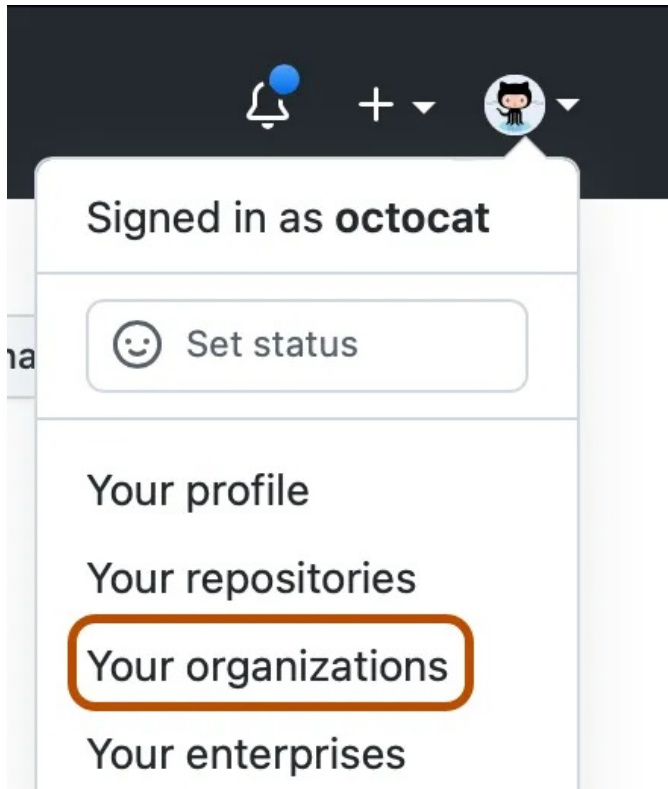 Signed in as octocat
Set status
Your profile
Your repositories
Your organizations
Your enterprises